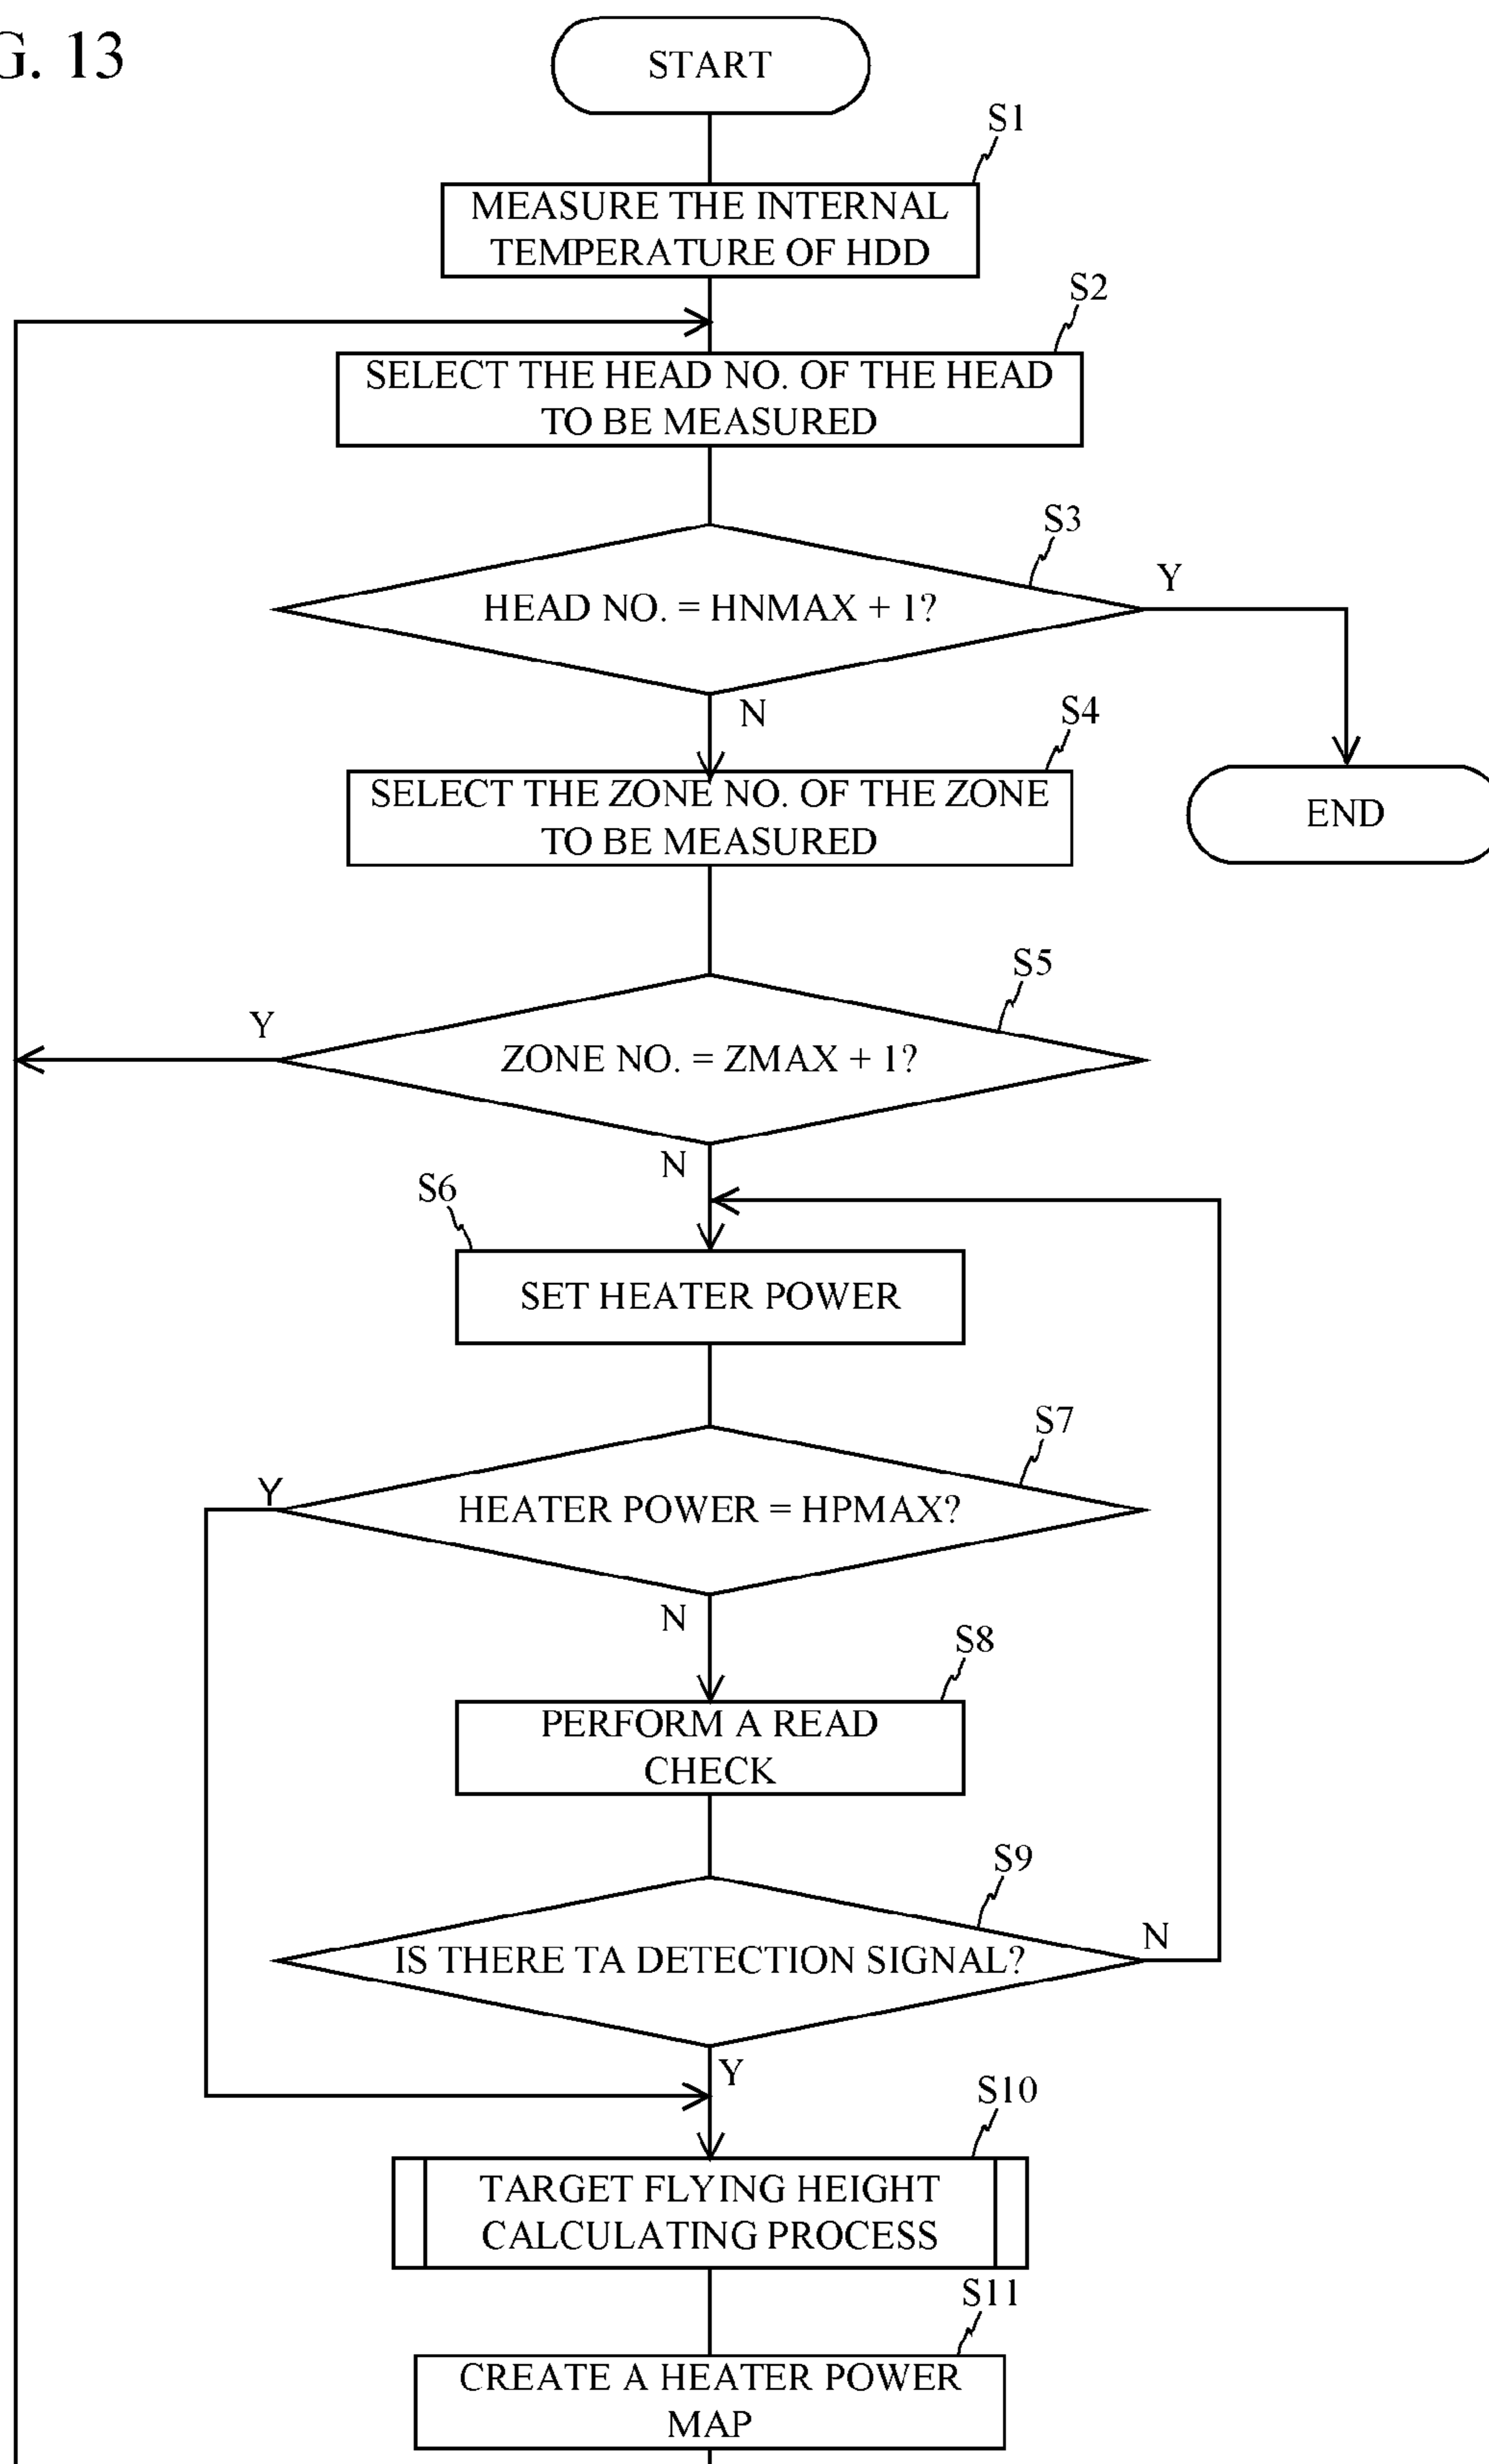 G. 13
START
S1
MEASURE THE INTERNAL
TEMPERATURE OF HDD
S2
SELECT THE HEAD NO. OF THE HEAD
TO BE MEASURED
S3
HEAD NO. = HNMAX + 1?
Y
N
S4
SELECT THE ZONE NO. OF THE ZONE
TO BE MEASURED
END
S5
Y
ZONE NO. = ZMAX + 1?
N
S6
SET HEATER POWER
S7
Y
HEATER POWER = HPMAX?
N
S8
PERFORM A READ
CHECK
S9
IS THERE TA DETECTION SIGNAL?
N
Y
S10
TARGET FLYING HEIGHT
CALCULATING PROCESS
S11
CREATE A HEATER POWER
MAP